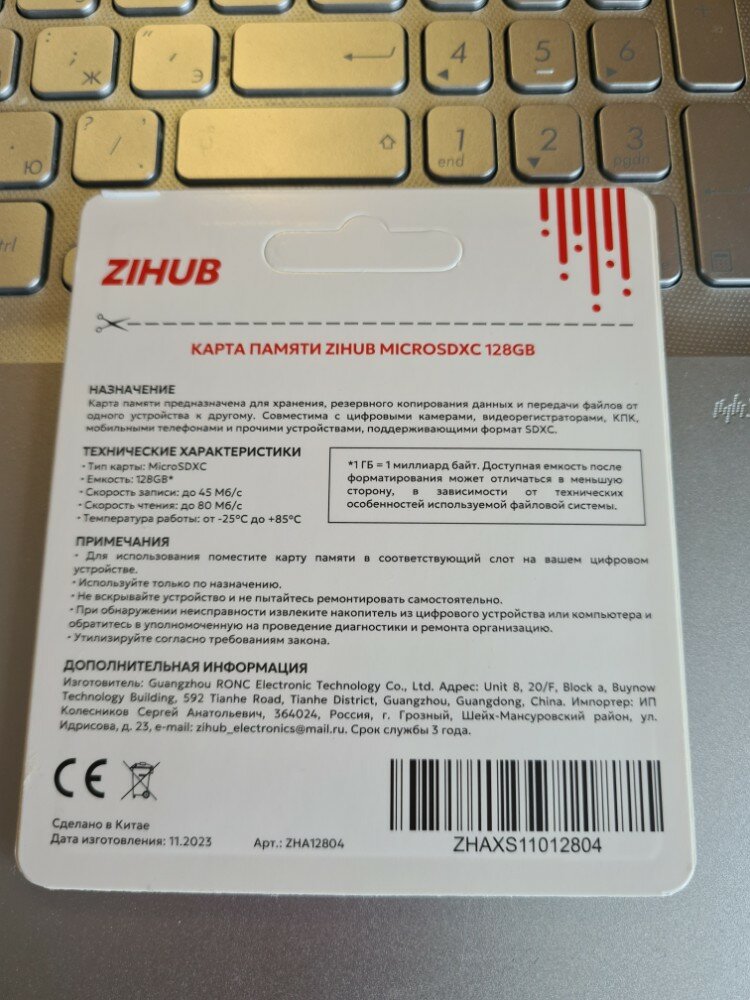 ; Ж
" ' Э
4
5
6
Ю
? /
1
end
2
3
pgdn
ctrl
ZIHUB
КАРТА ПАМЯТИ ZIHUB MICROSDXC 128GB
НАЗНАЧЕНИЕ
Карта памяти предназначена для хранения, резервного копирования данных и передачи файлов от
одного устройства к другому. Совместима с цифровыми камерами, видеорегистраторами, КПК,
мобильными телефонами и прочими устройствами, поддерживающими формат SDXC.
ТЕХНИЧЕСКИЕ ХАРАКТЕРИСТИКИ
• Тип карты: MicroSDXC
• Емкость: 128GB*
• Скорость записи: до 45 Мб/с
• Скорость чтения: до 80 Мб/с
• Температура работы: от -25°C до +85°C
*1 ГБ = 1 миллиард байт. Доступная емкость после
форматирования может отличаться в меньшую
сторону, в зависимости от технических
особенностей используемой файловой системы.
ПРИМЕЧАНИЯ
• Для использования поместите карту памяти в соответствующий слот на вашем цифровом
устройстве.
• Используйте только по назначению.
• Не вскрывайте устройство и не пытайтесь ремонтировать самостоятельно.
• При обнаружении неисправности извлеките накопитель из цифрового устройства или компьютера и
обратитесь в уполномоченную на проведение диагностики и ремонта организацию.
• Утилизируйте согласно требованиям закона.
ДОПОЛНИТЕЛЬНАЯ ИНФОРМАЦИЯ
Изготовитель: Guangzhou RONC Electronic Technology Co., Ltd. Адрес: Unit 8, 20/F, Block a, Buynow
Technology Building, 592 Tianhe Road, Tianhe District, Guangzhou, Guangdong, China. Импортер: ИП
Колесников Сергей Анатольевич, 364024, Россия, г. Грозный, Шейх-Мансуровский район, ул.
Идрисова, д. 23, e-mail: zihub_electronics@mail.ru. Срок службы 3 года.
CE
Сделано в Китае
Дата изготовления: 11.2023
Арт.: ZHA12804
ZHAXS11012804